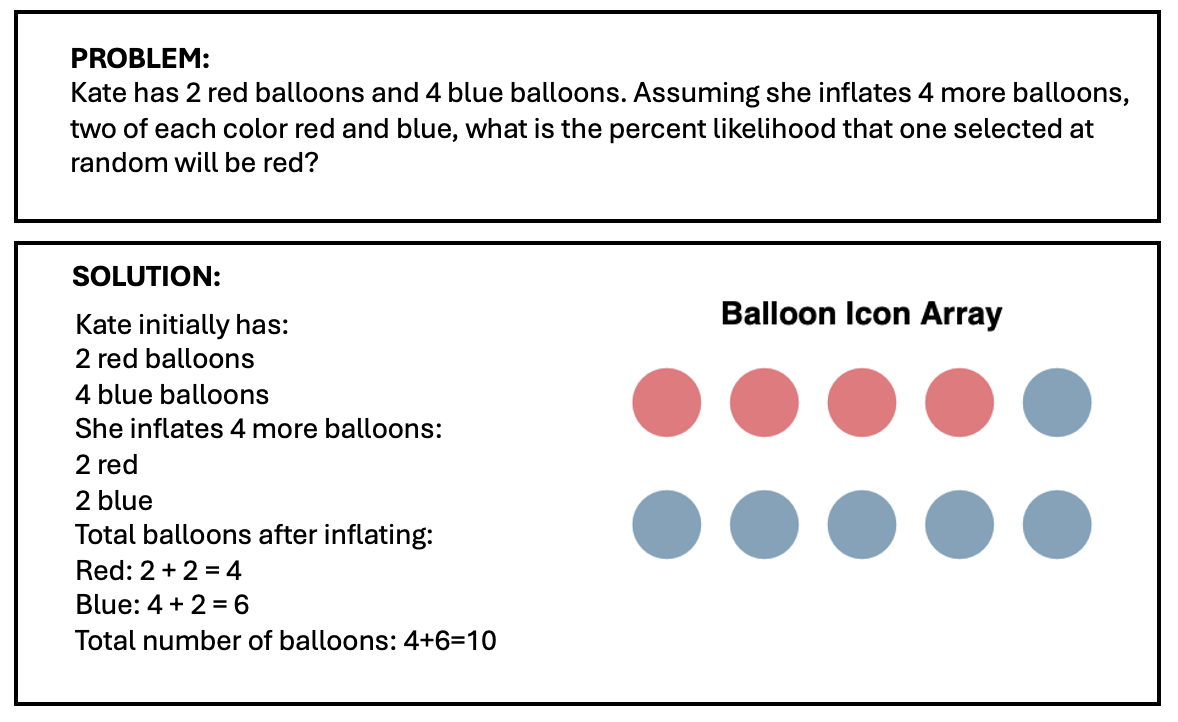 PROBLEM:
Kate has 2 red balloons and 4 blue balloons. Assuming she inflates 4 more balloons,
two of each color red and blue, what is the percent likelihood that one selected at
random will be red?
SOLUTION:
Kate initially has:
2 red balloons
4 blue balloons
She inflates 4 more balloons:
2 red
2 blue
Total balloons after inflating:
Red: 2 + 2 = 4
Blue: 4 + 2 = 6
Total number of balloons: 4+6=10
Balloon Icon Array